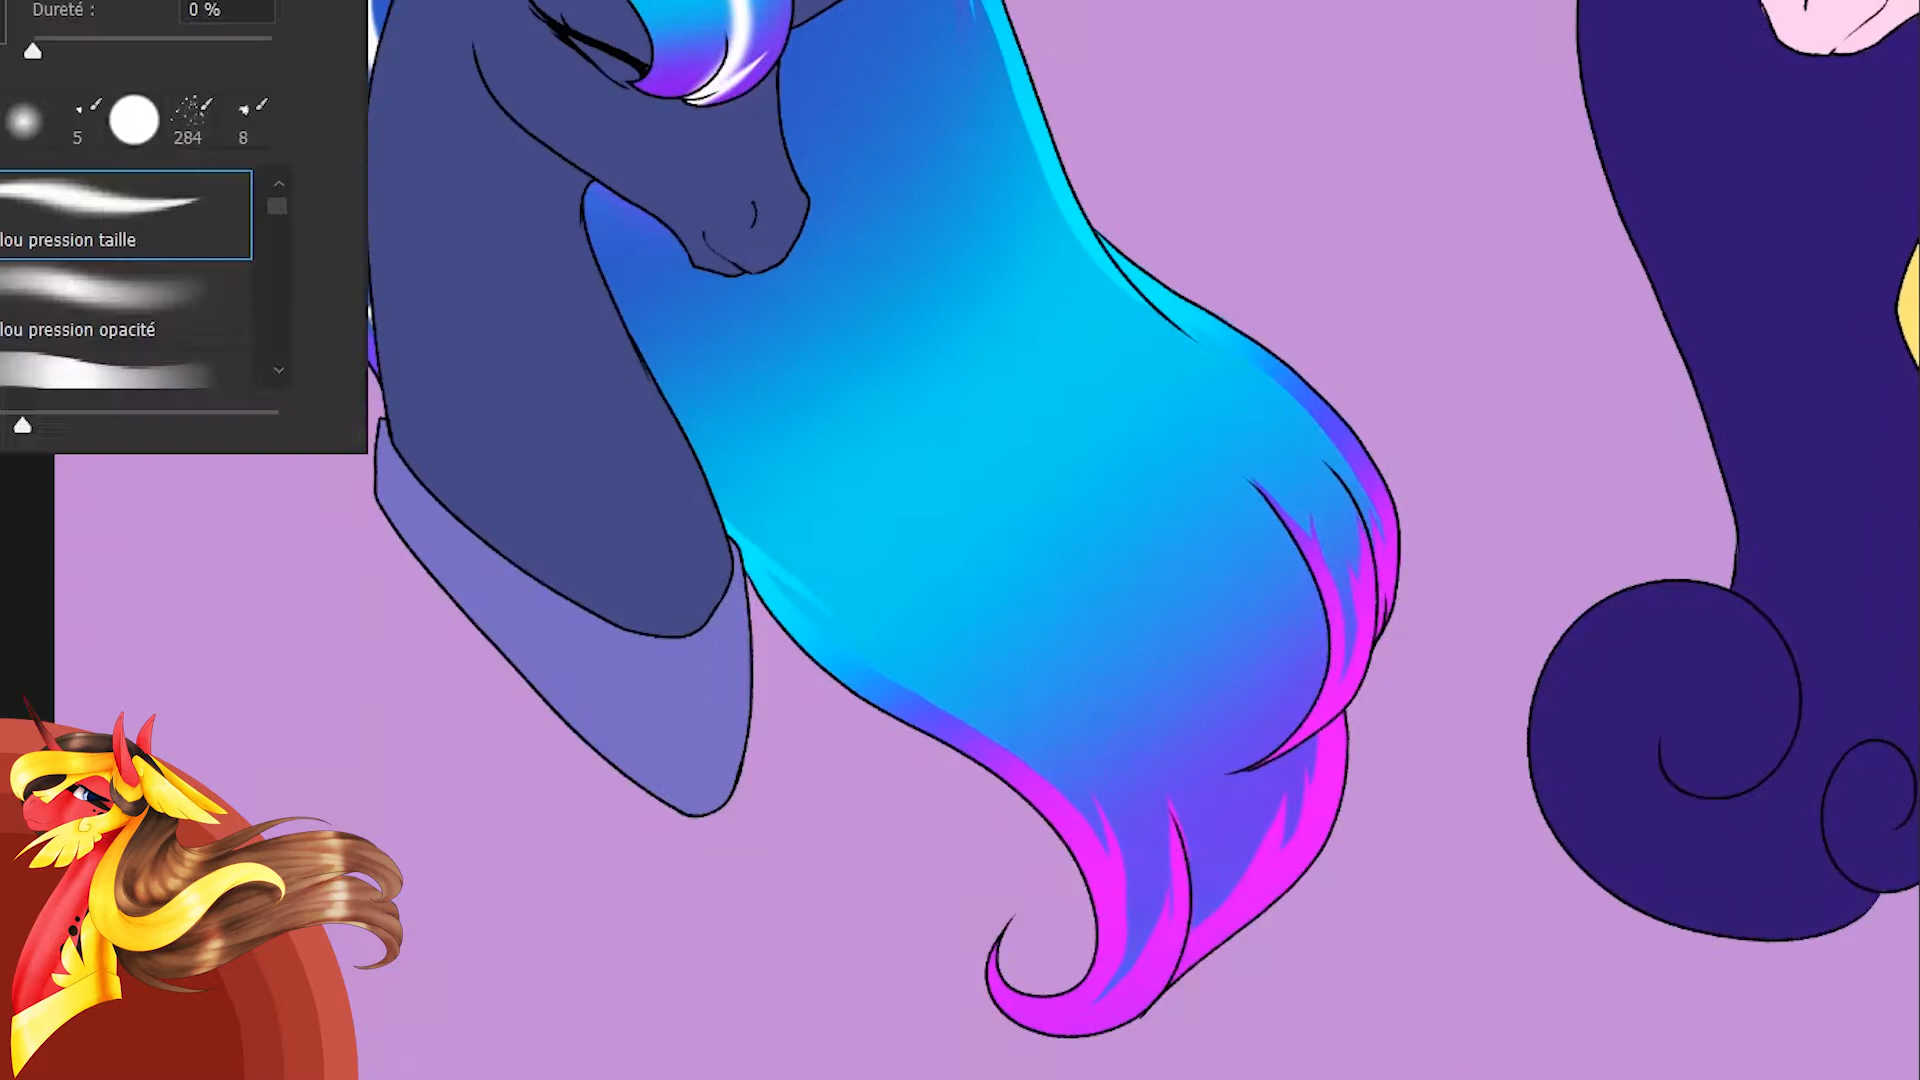 Dureté : 0 %
5 284 8
lou pression taille
lou pression opacité